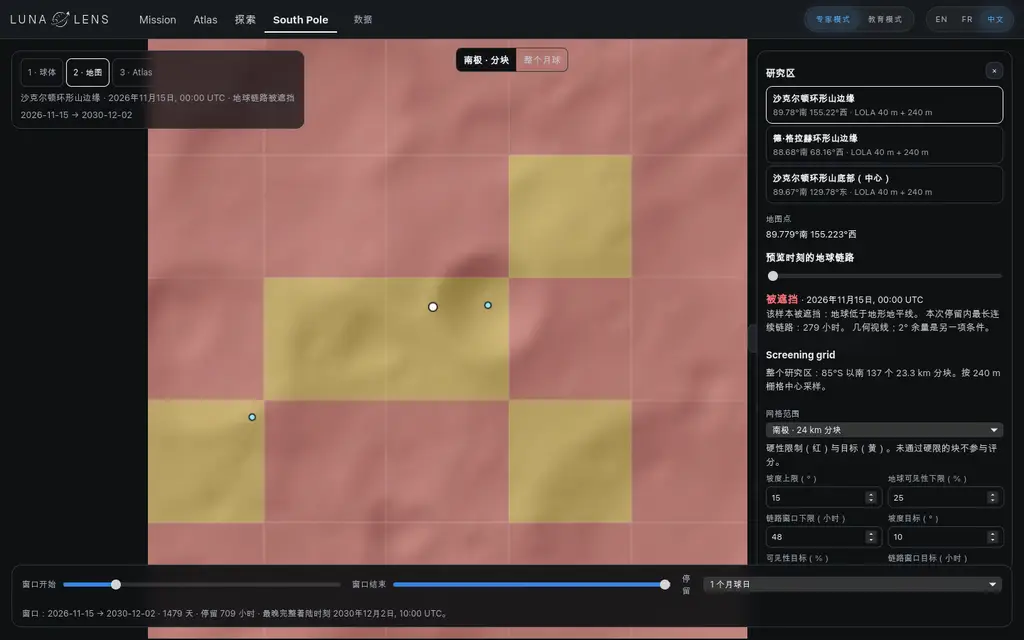 LUNA LENS
Mission
Atlas
探索
South Pole
数据
专家模式
教育模式
EN
FR
中文
1 · 球体
2 · 地图
3 · Atlas
沙克尔顿环形山边缘 · 2026年11月15日, 00:00 UTC · 地球链路被遮挡
2026-11-15 → 2030-12-02
南极 · 分块
整个月球
研究区
×
沙克尔顿环形山边缘
89.78°南 155.22°西 · LOLA 40 m + 240 m
德·格拉赫环形山边缘
88.68°南 68.16°西 · LOLA 40 m + 240 m
沙克尔顿环形山底部 ( 中心 )
89.67°南 129.78°东 · LOLA 40 m + 240 m
地图点
89.779°南 155.223°西
预览时刻的地球链路
被遮挡 · 2026年11月15日, 00:00 UTC
该样本被遮挡：地球低于地形地平线。 本次停留内最长连
续链路：279 小时。 几何视线；2° 余量是另一项条件。
Screening grid
整个研究区：85°S 以南 137 个 23.3 km 分块。按 240 m
栅格中心采样。
网格范围
南极 · 24 km 分块
硬性限制 ( 红 ) 与目标 ( 黄 ) 。未通过硬限的块不参与评
分。
坡度上限 ( ° )
地球可见性下限 ( % )
15
25
链路窗口下限 ( 小时 )
坡度目标 ( ° )
48
10
可见性目标 ( % )
链路窗口目标 ( 小时 )
窗口开始
窗口结束
停
留
1 个月球日
窗口：2026-11-15 → 2030-12-02 · 1479 天 · 停留 709 小时 · 最晚完整着陆时刻 2030年12月2日, 10:00 UTC。